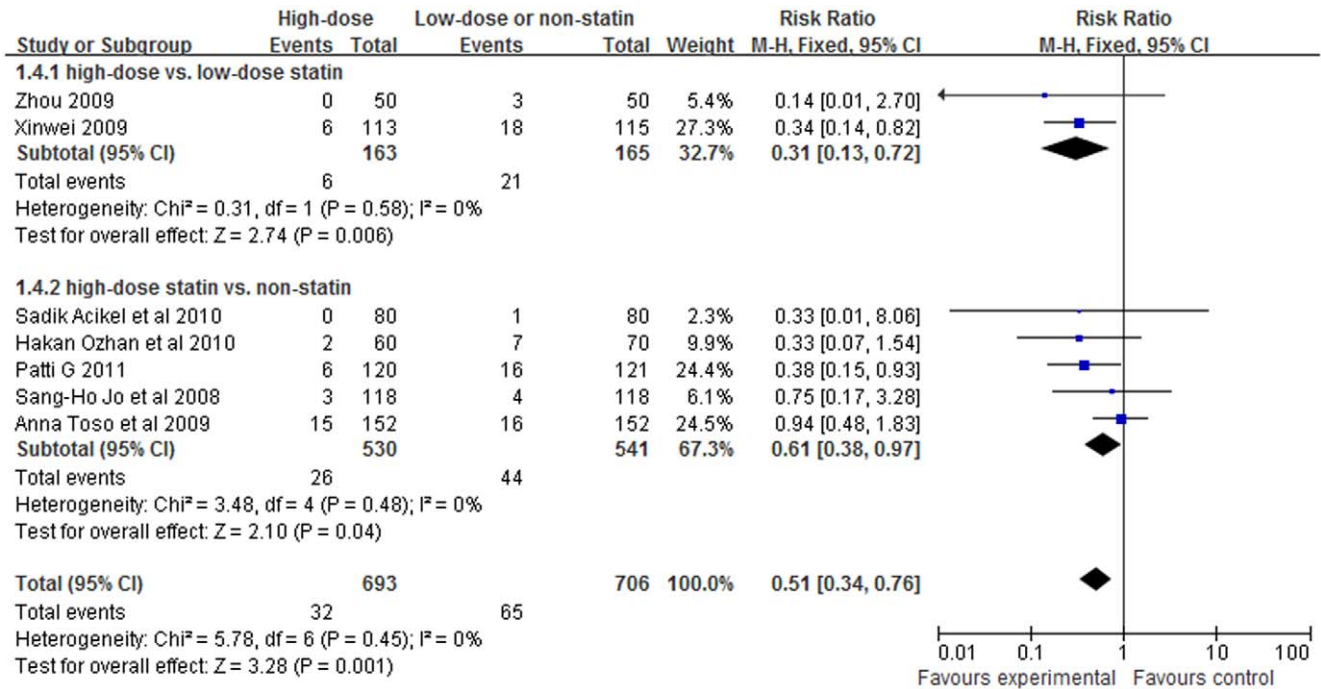 High-dose Low-dose or non-statin Risk Ratio Risk Ratio
Study or Subgroup Events Total Events Total Weight M-H, Fixed, 95% CI M-H, Fixed, 95% CI
1.4.1 high-dose vs. low-dose statin
Zhou 2009 0 50 3 50 5.4% 0.14 [0.01, 2.70]
Xinwei 2009 6 113 18 115 27.3% 0.34 [0.14, 0.82]
Subtotal (95% CI) 163 165 32.7% 0.31 [0.13, 0.72]
Total events 6 21
Heterogeneity: Chi² = 0.31, df = 1 (P = 0.58); I² = 0%
Test for overall effect: Z = 2.74 (P = 0.006)
1.4.2 high-dose statin vs. non-statin
Sadik Acikel et al 2010 0 80 1 80 2.3% 0.33 [0.01, 8.06]
Hakan Ozhan et al 2010 2 60 7 70 9.9% 0.33 [0.07, 1.54]
Patti G 2011 6 120 16 121 24.4% 0.38 [0.15, 0.93]
Sang-Ho Jo et al 2008 3 118 4 118 6.1% 0.75 [0.17, 3.28]
Anna Toso et al 2009 15 152 16 152 24.5% 0.94 [0.48, 1.83]
Subtotal (95% CI) 530 541 67.3% 0.61 [0.38, 0.97]
Total events 26 44
Heterogeneity: Chi² = 3.48, df = 4 (P = 0.48); I² = 0%
Test for overall effect: Z = 2.10 (P = 0.04)
Total (95% CI) 693 706 100.0% 0.51 [0.34, 0.76]
Total events 32 65
Heterogeneity: Chi² = 5.78, df = 6 (P = 0.45); I² = 0%
Test for overall effect: Z = 3.28 (P = 0.001)
0.01 0.1 1 10 100
Favours experimental Favours control